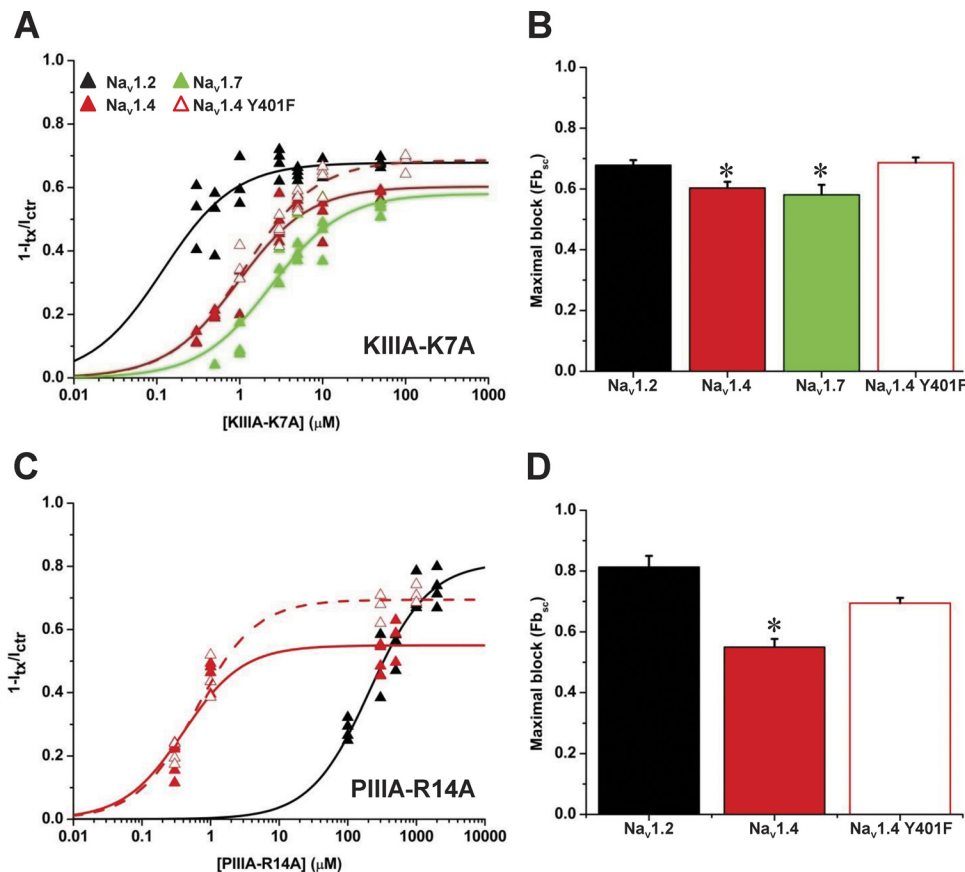 A
1.0
0.8
0.6
0.4
0.2
0.0
1-Itx/Ictr
Nav1.2
Nav1.7
Nav1.4
Nav1.4 Y401F
KIIIA-K7A
0.01
0.1
1
10
100
1000
[KIIIA-K7A] (μM)
B
1.0
0.8
0.6
0.4
0.2
0.0
Maximal block (Fbsc)
*
*
Nav1.2
Nav1.4
Nav1.7
Nav1.4 Y401F
C
1.0
0.8
0.6
0.4
0.2
0.0
1-Itx/Ictr
PIIIA-R14A
0.01
0.1
1
10
100
1000
10000
[PIIIA-R14A] (μM)
D
1.0
0.8
0.6
0.4
0.2
0.0
Maximal block (Fbsc)
*
Nav1.2
Nav1.4
Nav1.4 Y401F